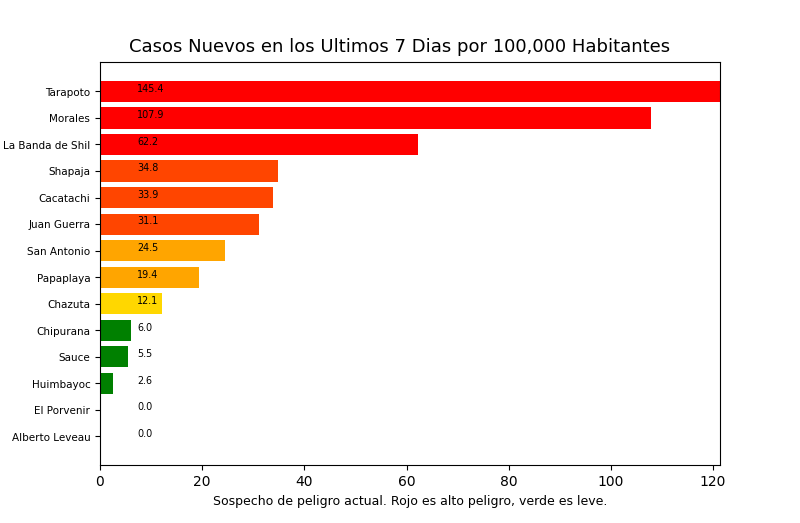 Casos Nuevos en los Ultimos 7 Dias por 100,000 Habitantes
Tarapoto 145.4
Morales 107.9
La Banda de Shil 62.2
Shapaja 34.8
Cacatachi 33.9
Juan Guerra 31.1
San Antonio 24.5
Papaplaya 19.4
Chazuta 12.1
Chipurana 6.0
Sauce 5.5
Huimbayoc 2.6
El Porvenir 0.0
Alberto Leveau 0.0
0 20 40 60 80 100 120
Sospecho de peligro actual. Rojo es alto peligro, verde es leve.